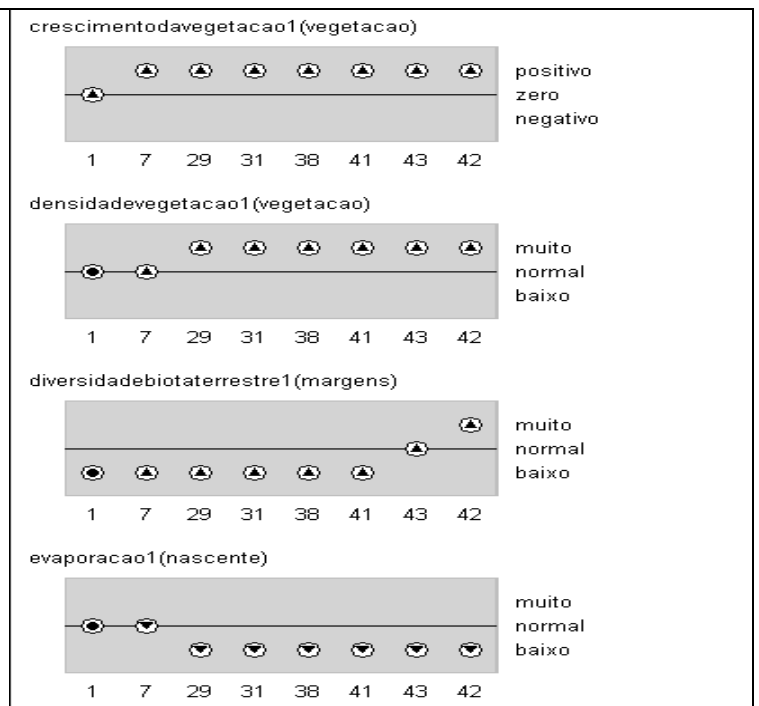 crescimentodavegetacao1(vegetacao)
positivo
zero
negativo
1 7 29 31 38 41 43 42
densidadevegetacao1(vegetacao)
muito
normal
baixo
1 7 29 31 38 41 43 42
diversidadebiotaterrestre1(margens)
muito
normal
baixo
1 7 29 31 38 41 43 42
evaporacao1(nascente)
muito
normal
baixo
1 7 29 31 38 41 43 42